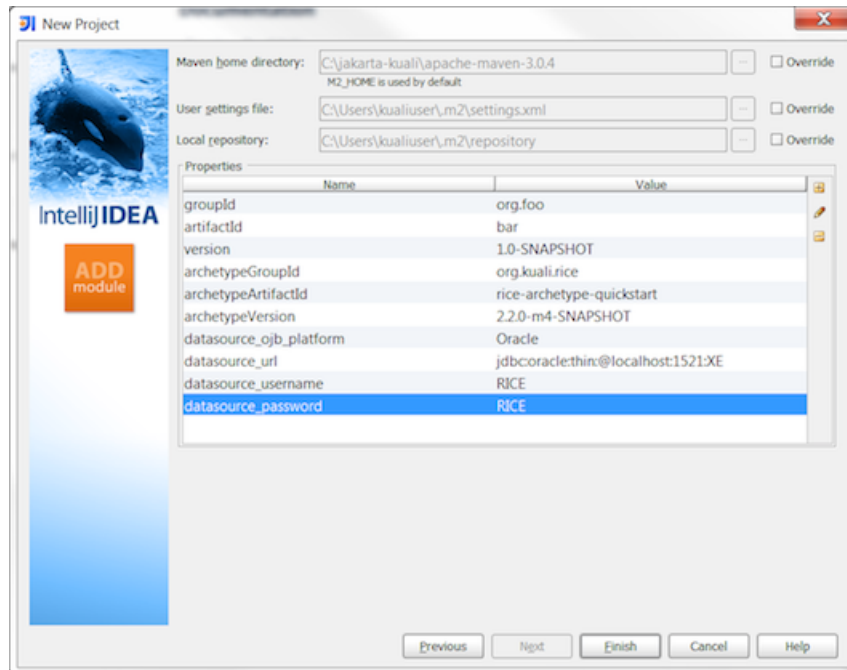 Documentation
New Project
Maven home directory: C:\jakarta-kuali\apache-maven-3.0.4 ... Override
M2_HOME is used by default
User settings file: C:\Users\kualiuser\.m2\settings.xml ... Override
Local repository: C:\Users\kualiuser\.m2\repository ... Override
Properties
Name Value
groupId org.foo
artifactId bar
version 1.0-SNAPSHOT
archetypeGroupId org.kuali.rice
archetypeArtifactId rice-archetype-quickstart
archetypeVersion 2.2.0-m4-SNAPSHOT
datasource_ojb_platform Oracle
datasource_url jdbc:oracle:thin:@localhost:1521:XE
datasource_username RICE
datasource_password RICE
IntelliJIDEA
ADD
module
Previous Next Finish Cancel Help